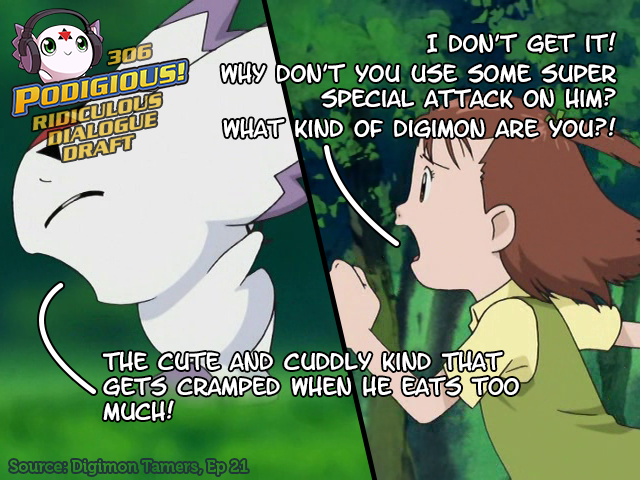 306
PODIGIOUS!
RIDICULOUS
DIALOGUE
DRAFT
I DON'T GET IT!
WHY DON'T YOU USE SOME SUPER
SPECIAL ATTACK ON HIM?
WHAT KIND OF DIGIMON ARE YOU?!
THE CUTE AND CUDDLY KIND THAT
GETS CRAMPED WHEN HE EATS TOO
MUCH!
Source: Digimon Tamers, Ep 21